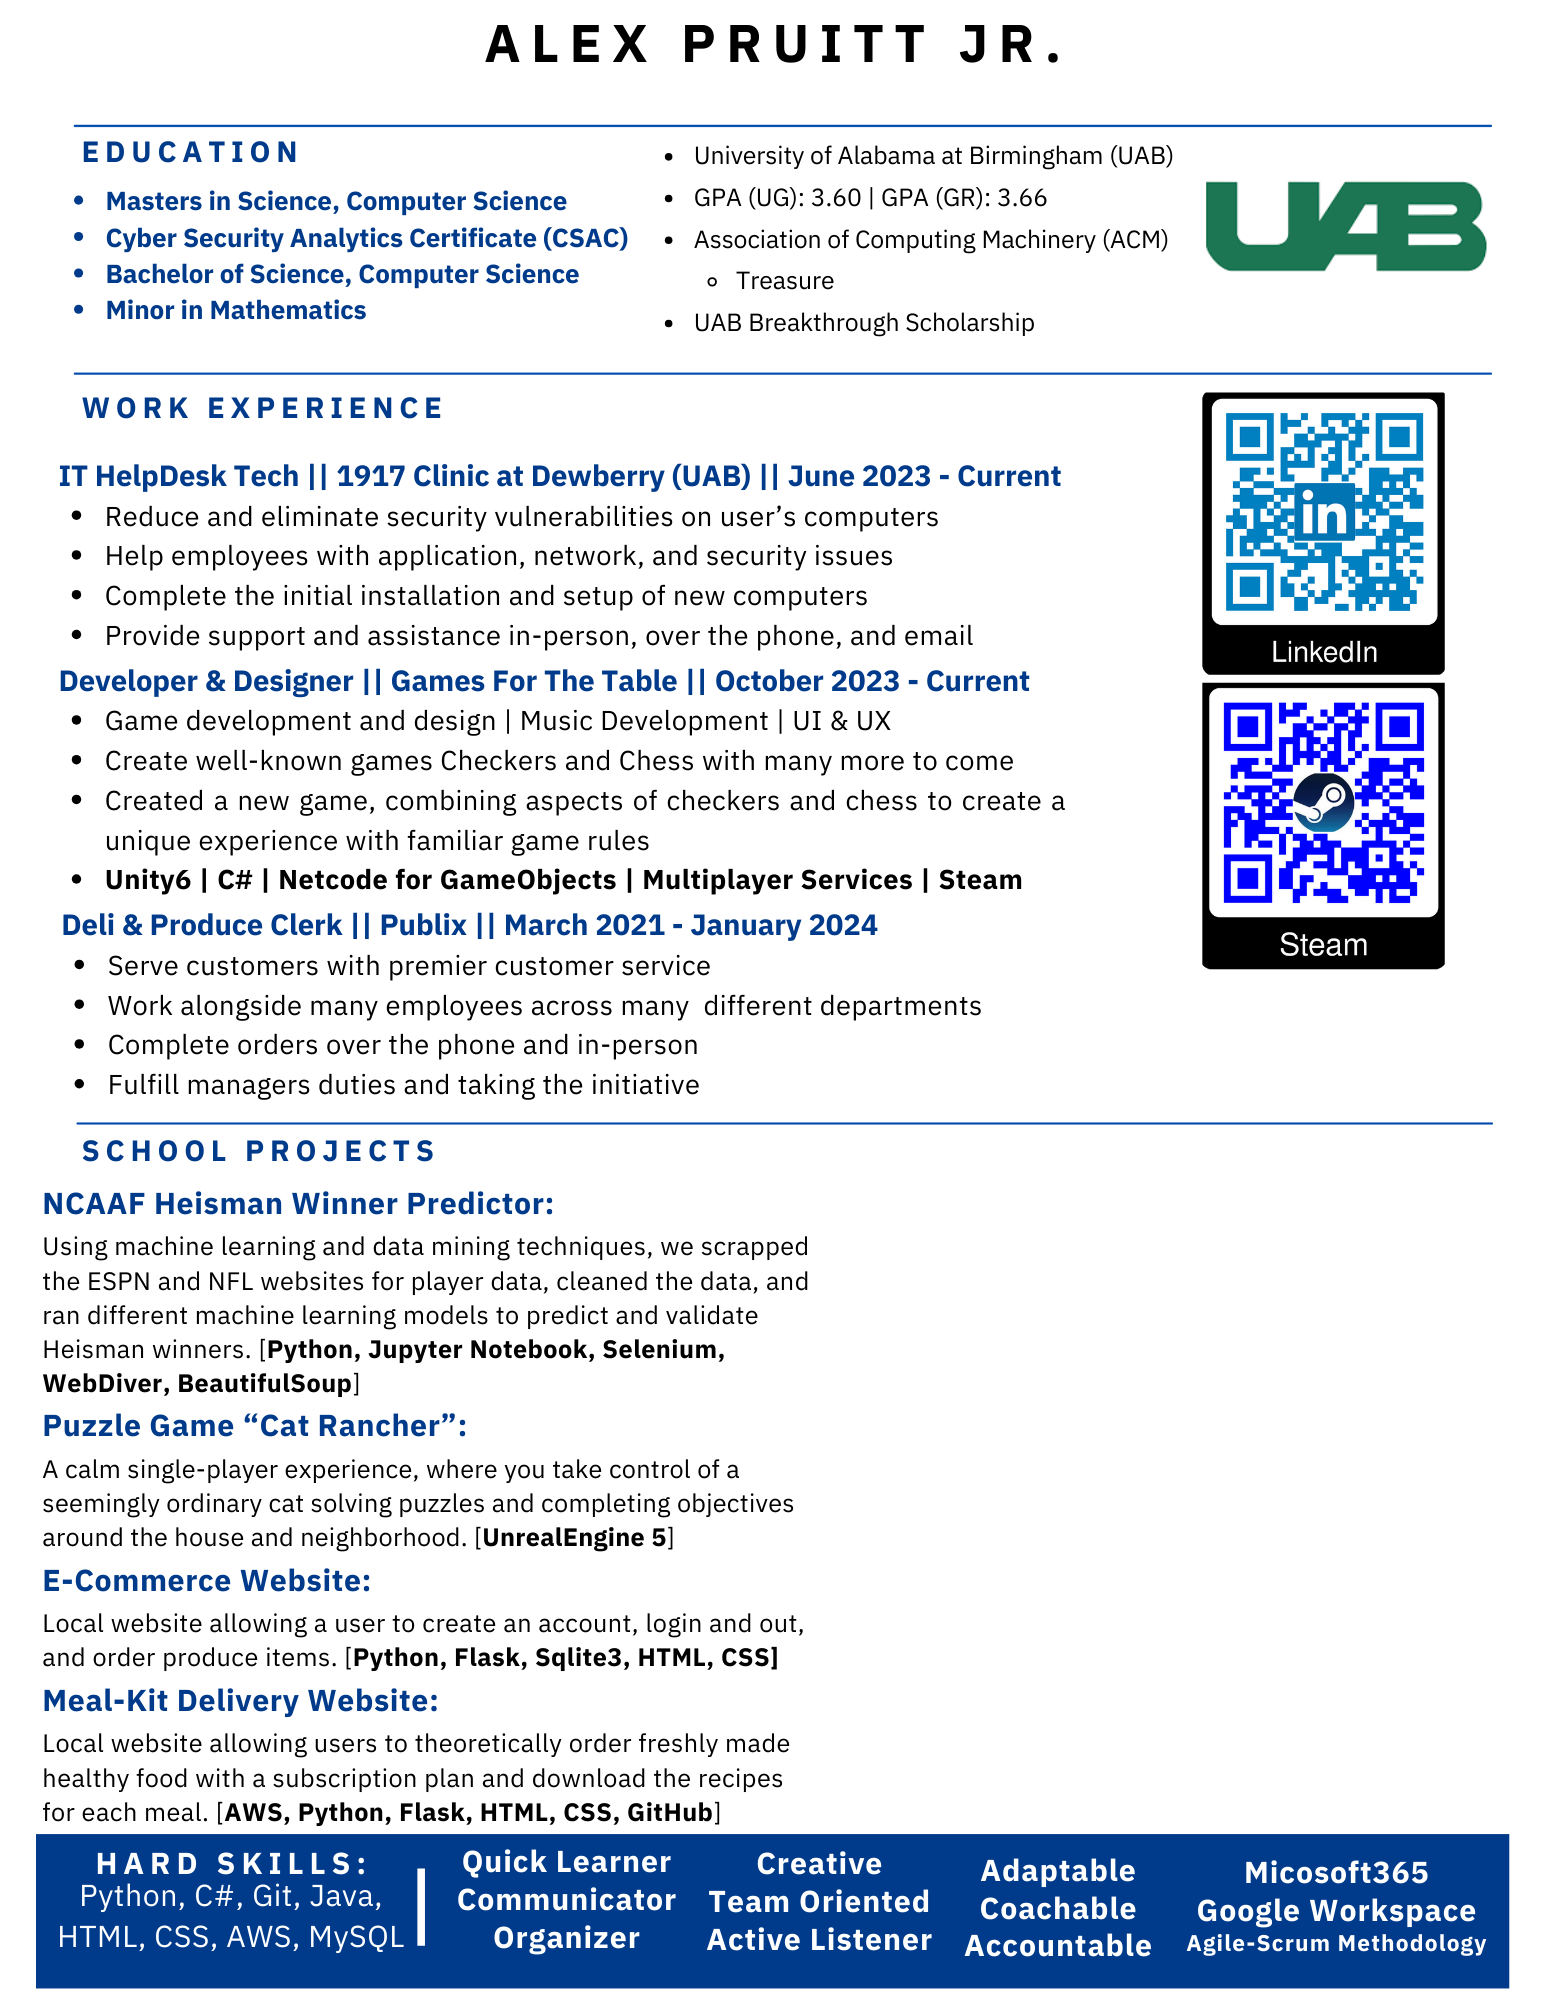 ALEX PRUITT JR.
EDUCATION
• Masters in Science, Computer Science
• Cyber Security Analytics Certificate (CSAC)
• Bachelor of Science, Computer Science
• Minor in Mathematics
• University of Alabama at Birmingham (UAB)
• GPA (UG): 3.60 | GPA (GR): 3.66
• Association of Computing Machinery (ACM)
◦ Treasure
• UAB Breakthrough Scholarship
UAB
WORK EXPERIENCE
IT HelpDesk Tech || 1917 Clinic at Dewberry (UAB) || June 2023 - Current
• Reduce and eliminate security vulnerabilities on user’s computers
• Help employees with application, network, and security issues
• Complete the initial installation and setup of new computers
• Provide support and assistance in-person, over the phone, and email
Developer & Designer || Games For The Table || October 2023 - Current
• Game development and design | Music Development | UI & UX
• Create well-known games Checkers and Chess with many more to come
• Created a new game, combining aspects of checkers and chess to create a
unique experience with familiar game rules
• Unity6 | C# | Netcode for GameObjects | Multiplayer Services | Steam
Deli & Produce Clerk || Publix || March 2021 - January 2024
• Serve customers with premier customer service
• Work alongside many employees across many  different departments
• Complete orders over the phone and in-person
• Fulfill managers duties and taking the initiative
in
LinkedIn
Steam
SCHOOL PROJECTS
NCAAF Heisman Winner Predictor:
Using machine learning and data mining techniques, we scrapped
the ESPN and NFL websites for player data, cleaned the data, and
ran different machine learning models to predict and validate
Heisman winners. [Python, Jupyter Notebook, Selenium,
WebDiver, BeautifulSoup]
Puzzle Game “Cat Rancher”:
A calm single-player experience, where you take control of a
seemingly ordinary cat solving puzzles and completing objectives
around the house and neighborhood. [UnrealEngine 5]
E-Commerce Website:
Local website allowing a user to create an account, login and out,
and order produce items. [Python, Flask, Sqlite3, HTML, CSS]
Meal-Kit Delivery Website:
Local website allowing users to theoretically order freshly made
healthy food with a subscription plan and download the recipes
for each meal. [AWS, Python, Flask, HTML, CSS, GitHub]
HARD SKILLS:
Python, C#, Git, Java,
HTML, CSS, AWS, MySQL
Quick Learner
Communicator
Organizer
Creative
Team Oriented
Active Listener
Adaptable
Coachable
Accountable
Micosoft365
Google Workspace
Agile-Scrum Methodology